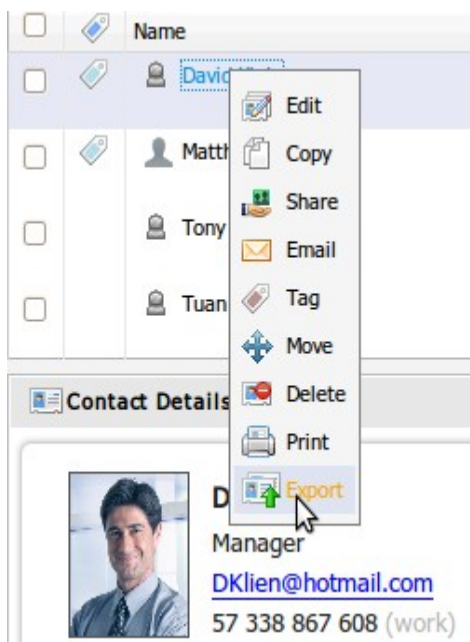 Name
David
Matth
Tony
Tuan
Edit
Copy
Share
Email
Tag
Move
Delete
Print
Export
Contact Details
D
Manager
DKlien@hotmail.com
57 338 867 608 (work)